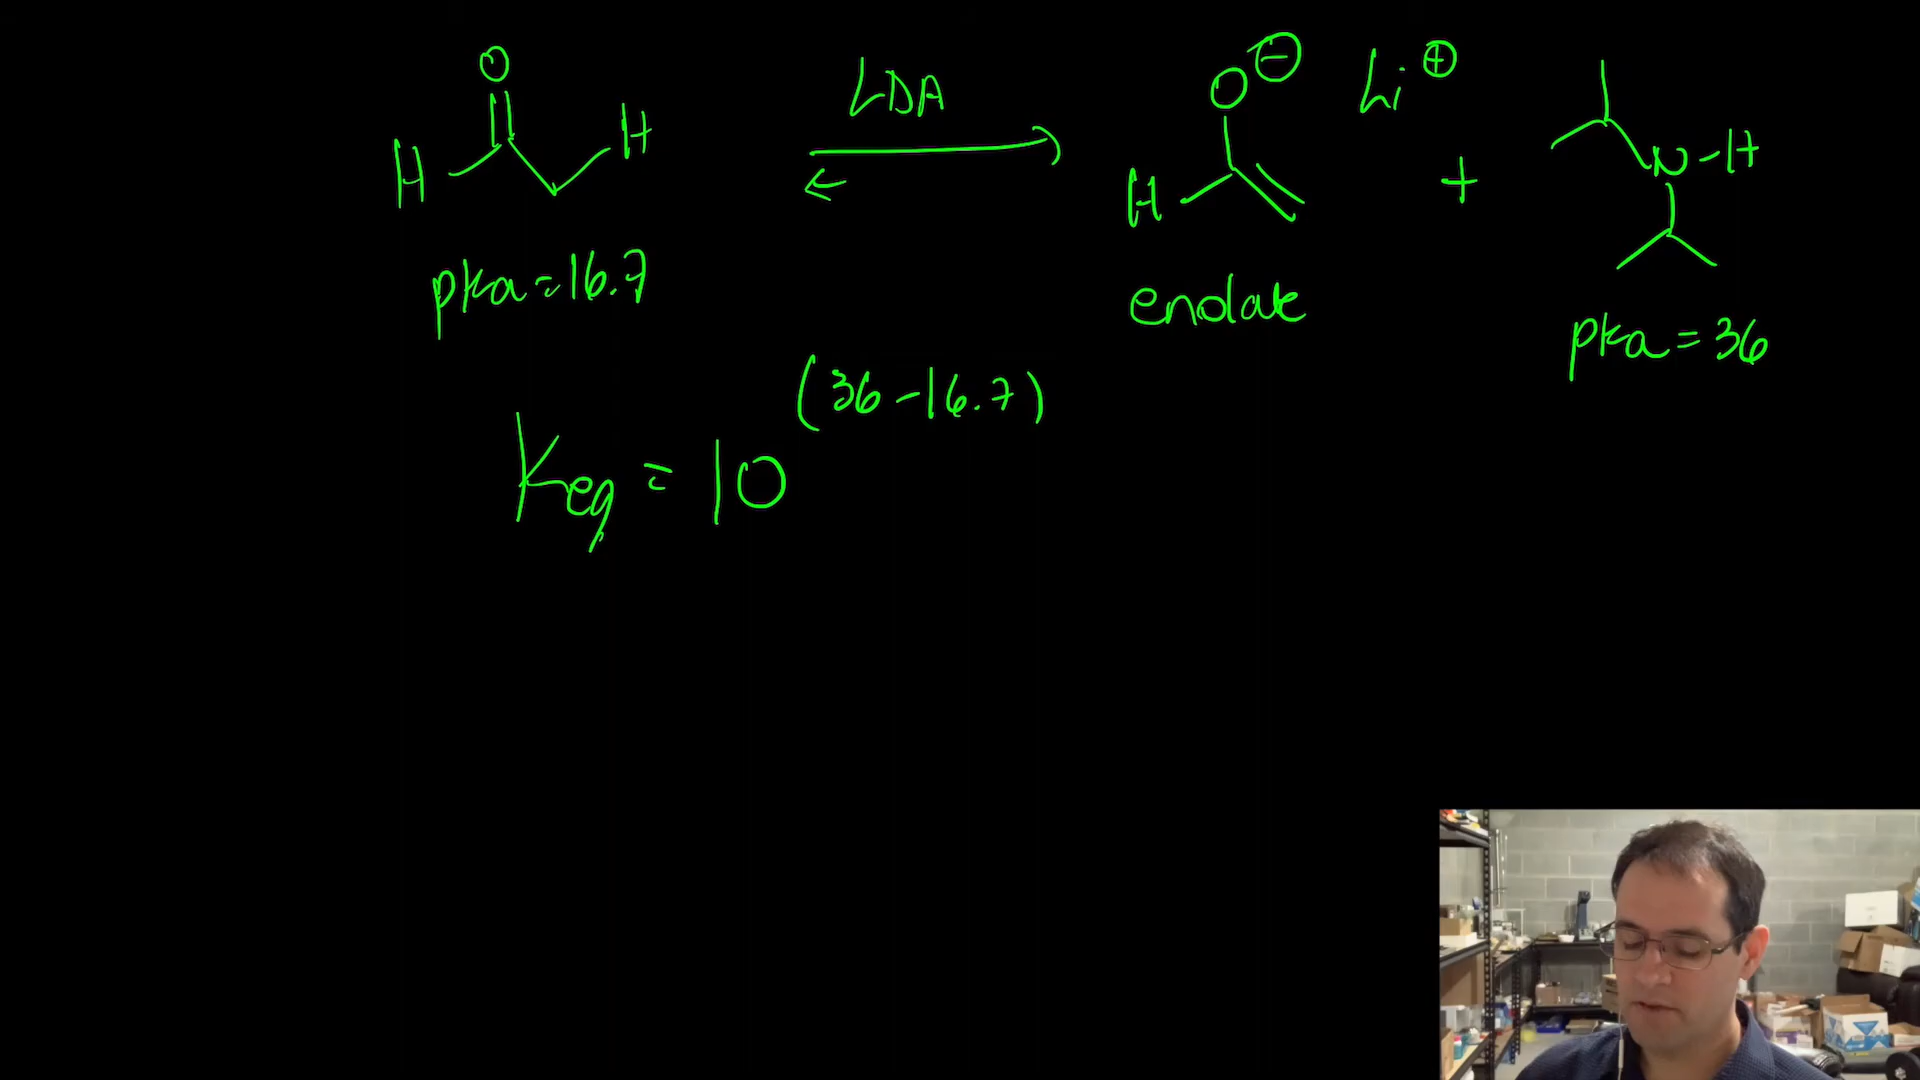 O
H
H
LDA
O⊖ Li⊕
H
+
N-H
pka=16.7
enolate
pka=36
Keq = 10^(36-16.7)